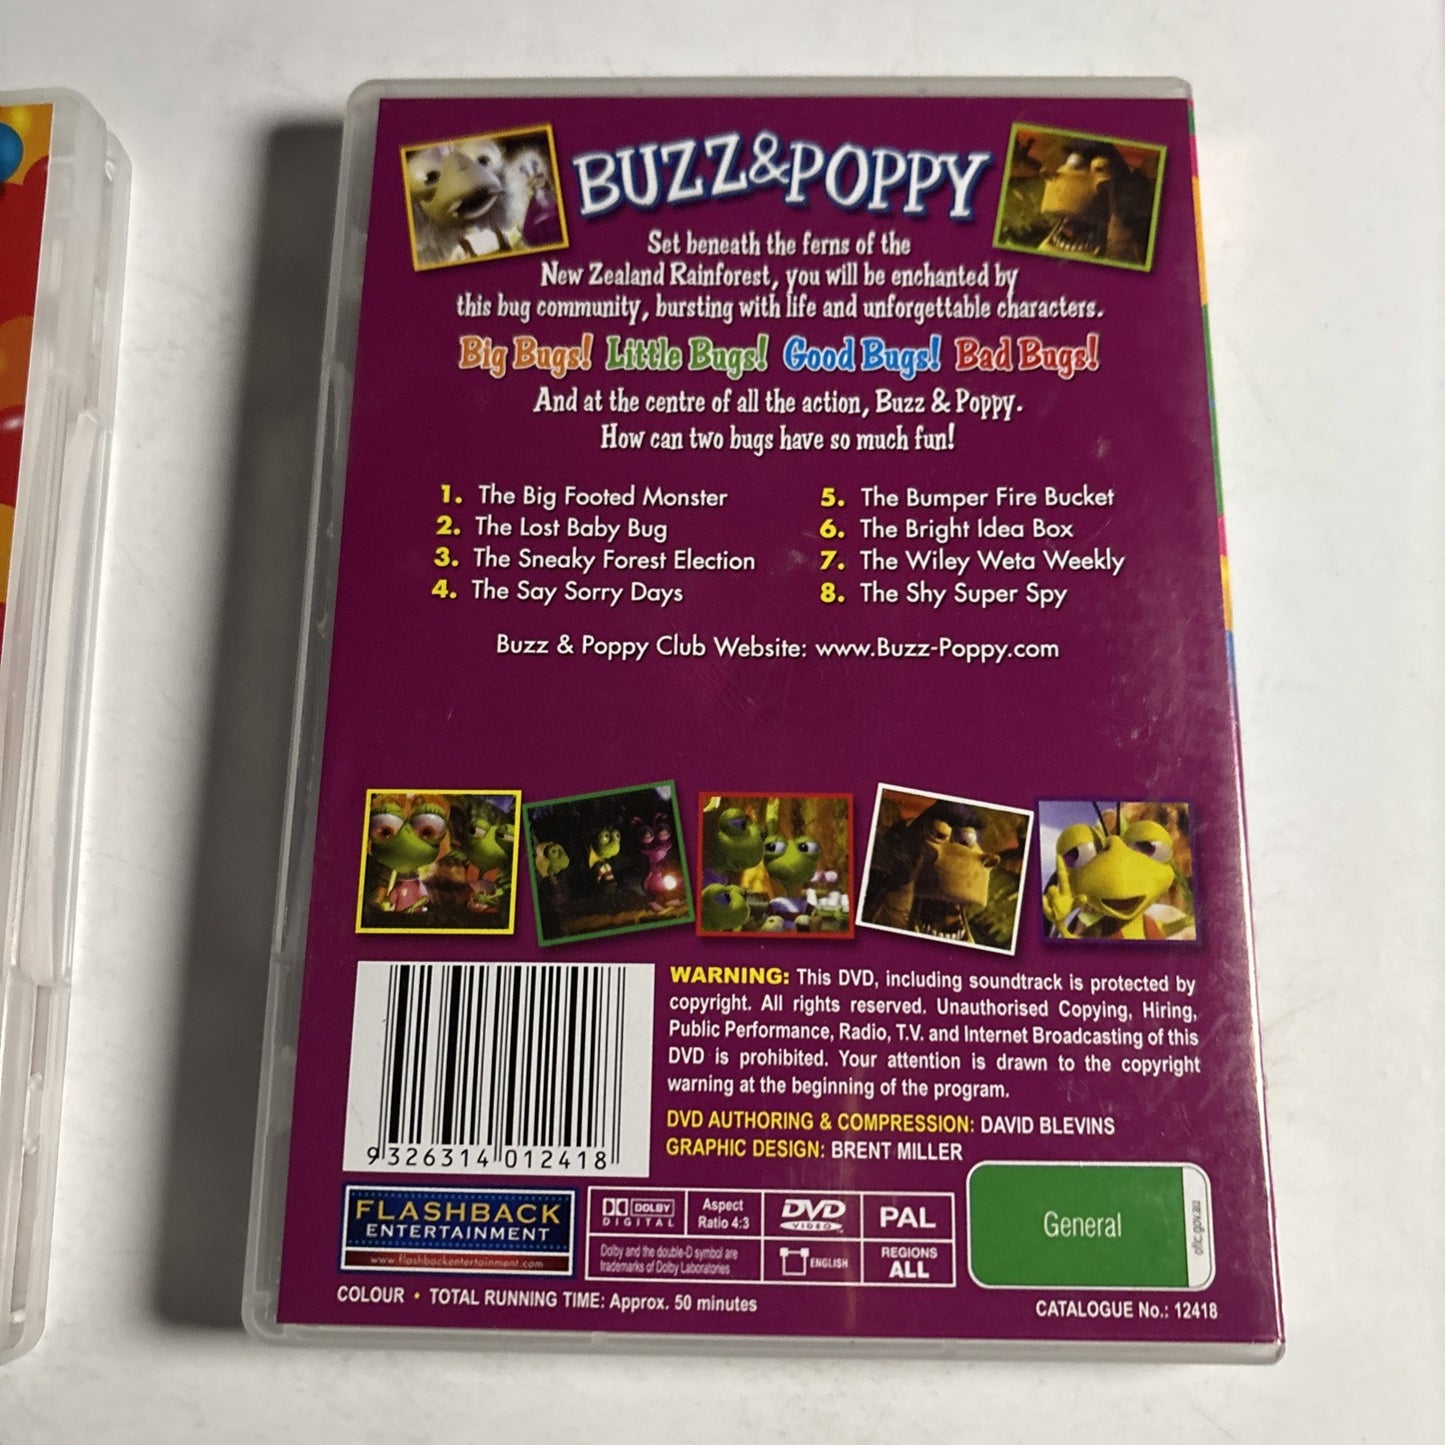 BUZZ&POPPY
Set beneath the ferns of the
New Zealand Rainforest, you will be enchanted by
this bug community, bursting with life and unforgettable characters.
Big Bugs! Little Bugs! Good Bugs! Bad Bugs!
And at the centre of all the action, Buzz & Poppy.
How can two bugs have so much fun!
1. The Big Footed Monster
2. The Lost Baby Bug
3. The Sneaky Forest Election
4. The Say Sorry Days
5. The Bumper Fire Bucket
6. The Bright Idea Box
7. The Wiley Weta Weekly
8. The Shy Super Spy
Buzz & Poppy Club Website: www.Buzz-Poppy.com
WARNING: This DVD, including soundtrack is protected by
copyright. All rights reserved. Unauthorised Copying, Hiring,
Public Performance, Radio, T.V. and Internet Broadcasting of this
DVD is prohibited. Your attention is drawn to the copyright
warning at the beginning of the program.
DVD AUTHORING & COMPRESSION: DAVID BLEVINS
GRAPHIC DESIGN: BRENT MILLER
9 326314 012418
FLASHBACK
ENTERTAINMENT
www.flashbackentertainment.com
DOLBY
DIGITAL
Dolby and the double-D symbol are
trademarks of Dolby Laboratories
Aspect
Ratio 4:3
DVD
VIDEO
ENGLISH
PAL
REGIONS
ALL
General
oflc.gov.au
COLOUR • TOTAL RUNNING TIME: Approx. 50 minutes
CATALOGUE No.: 12418